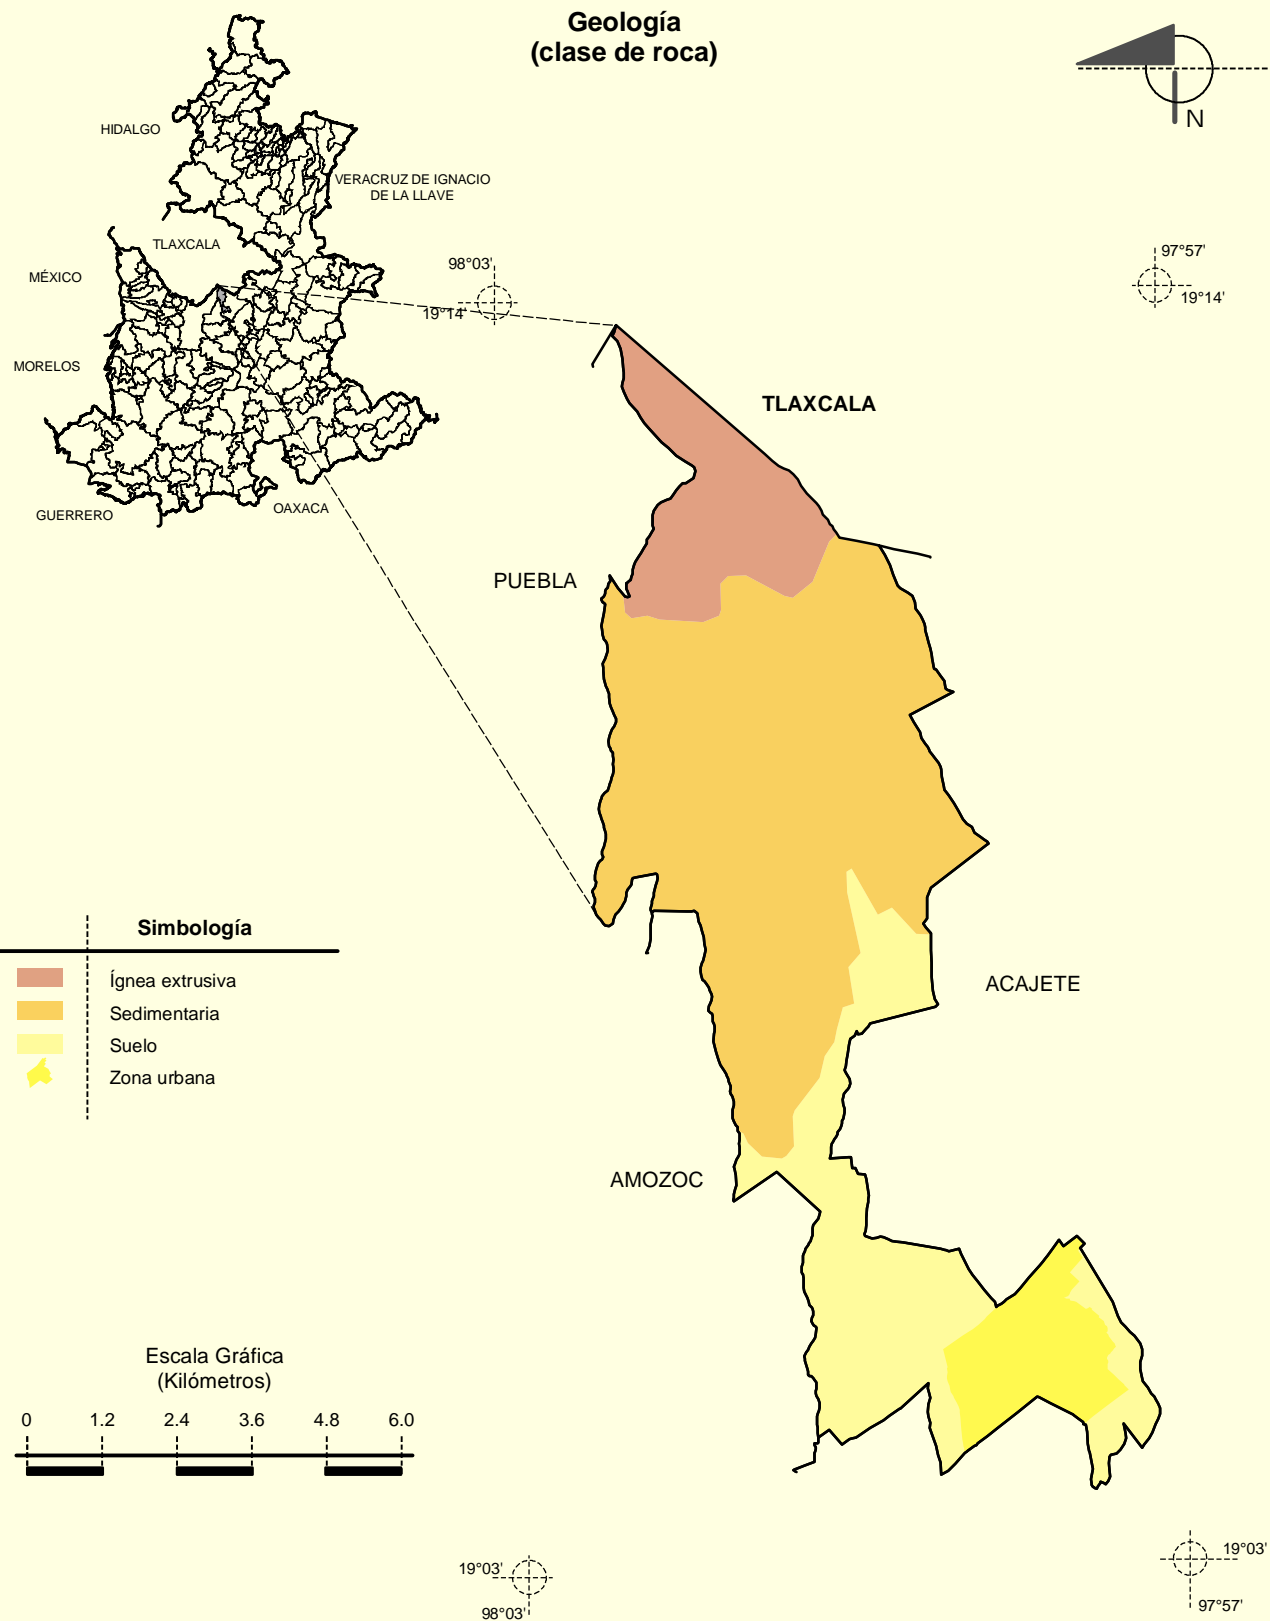 Geología
(clase de roca)
N
HIDALGO
VERACRUZ DE IGNACIO
DE LA LLAVE
TLAXCALA
MÉXICO
98°03'
19°14'
97°57'
19°14'
MORELOS
TLAXCALA
GUERRERO
OAXACA
PUEBLA
Simbología
Ígnea extrusiva
Sedimentaria
Suelo
Zona urbana
ACAJETE
AMOZOC
Escala Gráfica
(Kilómetros)
0 1.2 2.4 3.6 4.8 6.0
19°03'
98°03'
19°03'
97°57'